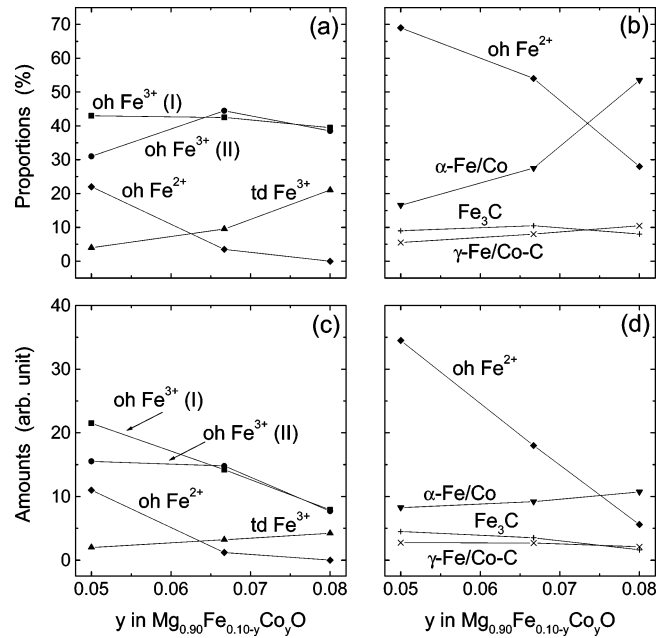 (a)
(b)
70
60
50
40
30
20
10
0
Proportions (%)
oh Fe³⁺ (I)
oh Fe³⁺ (II)
oh Fe²⁺
td Fe³⁺
oh Fe²⁺
α-Fe/Co
Fe₃C
γ-Fe/Co-C
(c)
(d)
40
30
20
10
0
Amounts (arb. unit)
oh Fe³⁺ (I)
oh Fe³⁺ (II)
oh Fe²⁺
td Fe³⁺
oh Fe²⁺
α-Fe/Co
Fe₃C
γ-Fe/Co-C
0.05 0.06 0.07 0.08
0.05 0.06 0.07 0.08
y in Mg₀.₉₀Fe₀.₁₀₋yCoyO
y in Mg₀.₉₀Fe₀.₁₀₋yCoyO